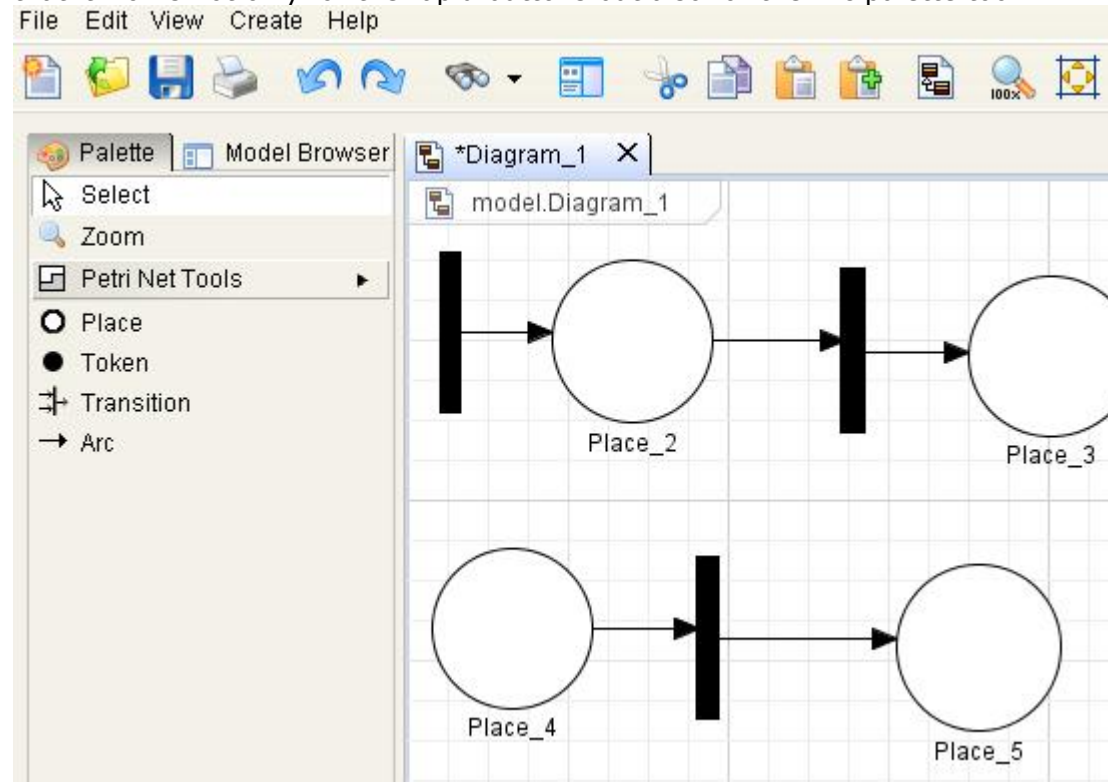 File Edit View Create Help
100x
Palette Model Browser
*Diagram_1 X
Select
model.Diagram_1
Zoom
Petri Net Tools
Place
Token
Transition
Arc
Place_2
Place_3
Place_4
Place_5